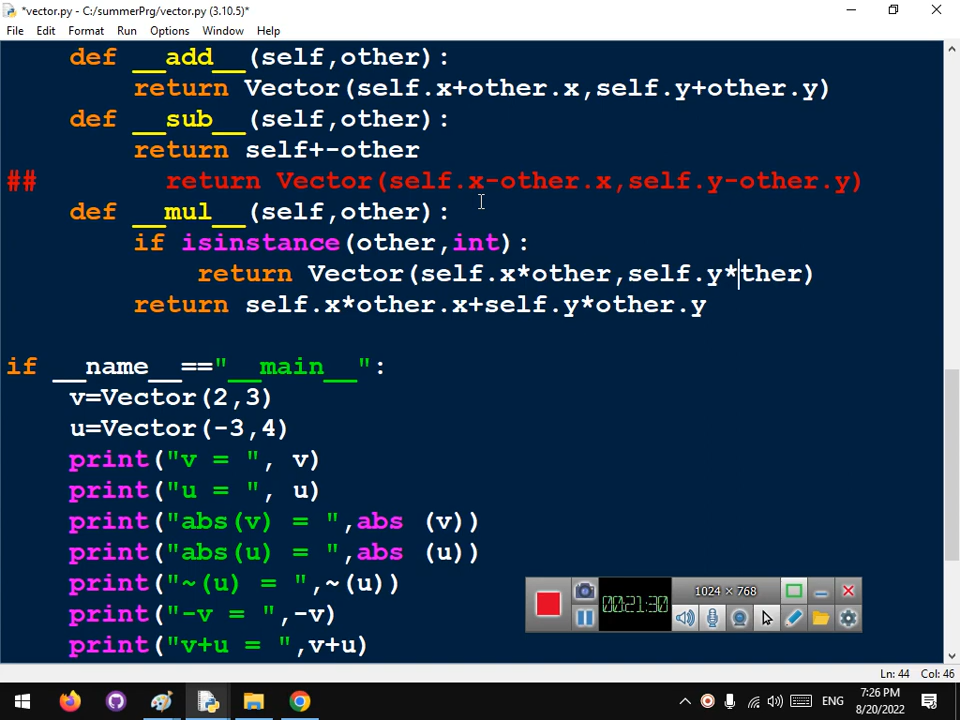 *vector.py - C:/summerPrg/vector.py (3.10.5)*
File Edit Format Run Options Window Help
    def __add__(self,other):
        return Vector(self.x+other.x,self.y+other.y)
    def __sub__(self,other):
        return self+-other
##        return Vector(self.x-other.x,self.y-other.y)
    def __mul__(self,other):
        if isinstance(other,int):
            return Vector(self.x*other,self.y*ther)
        return self.x*other.x+self.y*other.y
if __name__=="__main__":
    v=Vector(2,3)
    u=Vector(-3,4)
    print("v = ", v)
    print("u = ", u)
    print("abs(v) = ",abs (v))
    print("abs(u) = ",abs (u))
    print("~(u) = ",~(u))
    print("-v = ",-v)
    print("v+u = ",v+u)
1024 × 768
00:21:30
Ln: 44 Col: 46
ENG
7:26 PM
8/20/2022